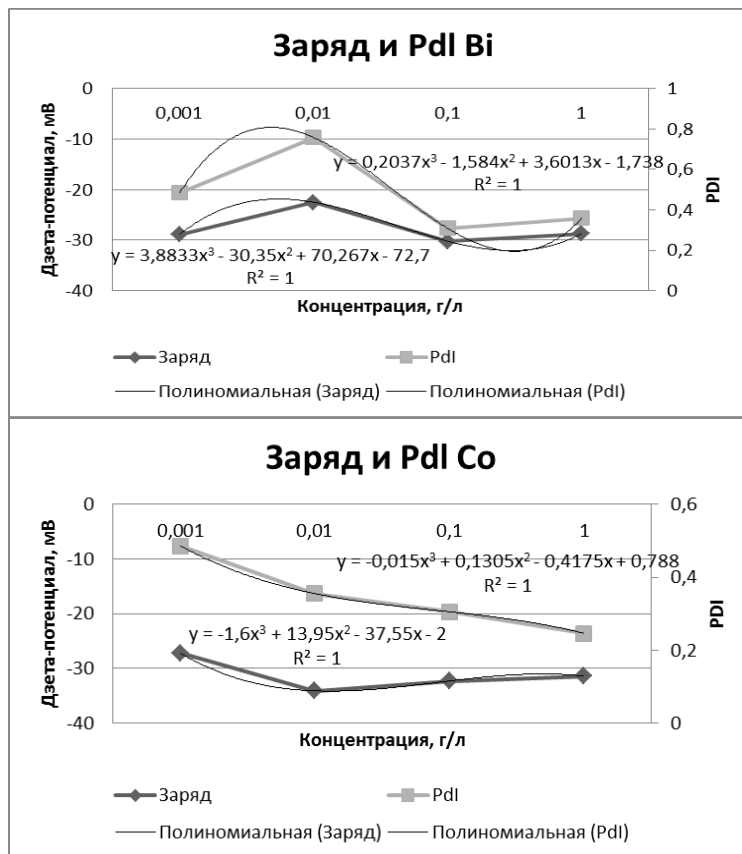 Заряд и PdI Bi
0
0,001
0,01
0,1
1
1
-10
0,8
y = 0,2037x³ - 1,584x² + 3,6013x - 1,738
R² = 1
0,6
-20
0,4
-30
0,2
y = 3,8833x³ - 30,35x² + 70,267x - 72,7
R² = 1
-40
0
Дзета-потенциал, мВ
PDI
Концентрация, г/л
Заряд
PdI
Полиномиальная (Заряд)
Полиномиальная (PdI)
Заряд и PdI Co
0
0,001
0,01
0,1
1
0,6
-10
y = -0,015x³ + 0,1305x² - 0,4175x + 0,788
R² = 1
0,4
-20
y = -1,6x³ + 13,95x² - 37,55x - 2
R² = 1
0,2
-30
-40
0
Дзета-потенциал, мВ
PDI
Концентрация, г/л
Заряд
PdI
Полиномиальная (Заряд)
Полиномиальная (PdI)